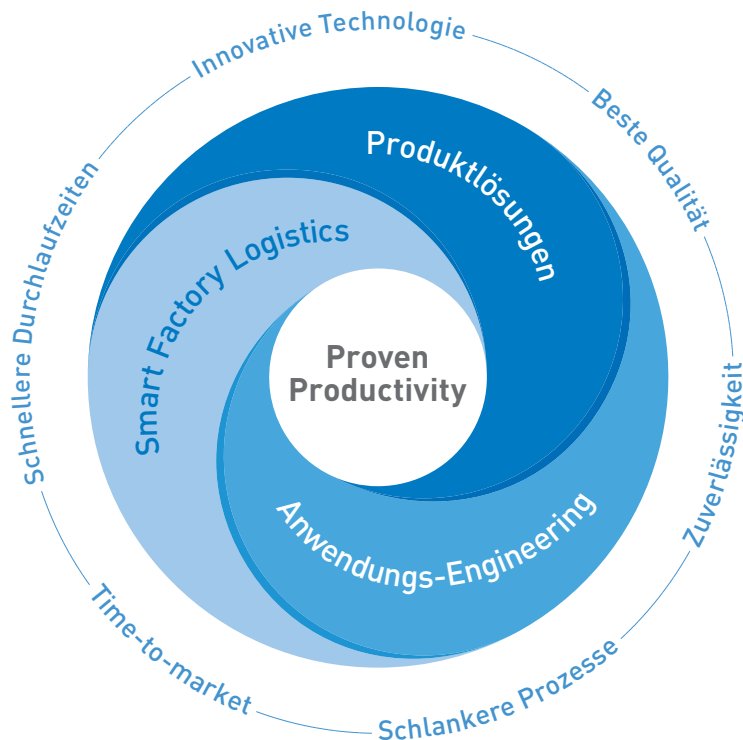 Innovative Technologie
Beste Qualität
Zuverlässigkeit
Schlankere Prozesse
Time-to-market
Schnellere Durchlaufzeiten
Produktlösungen
Anwendungs-Engineering
Smart Factory Logistics
Proven
Productivity